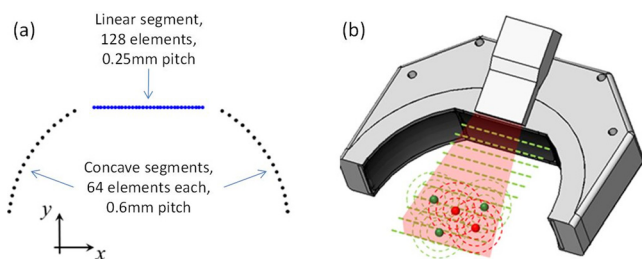 (a)
Linear segment,
128 elements,
0.25mm pitch
Concave segments,
64 elements each,
0.6mm pitch
y
x
(b)